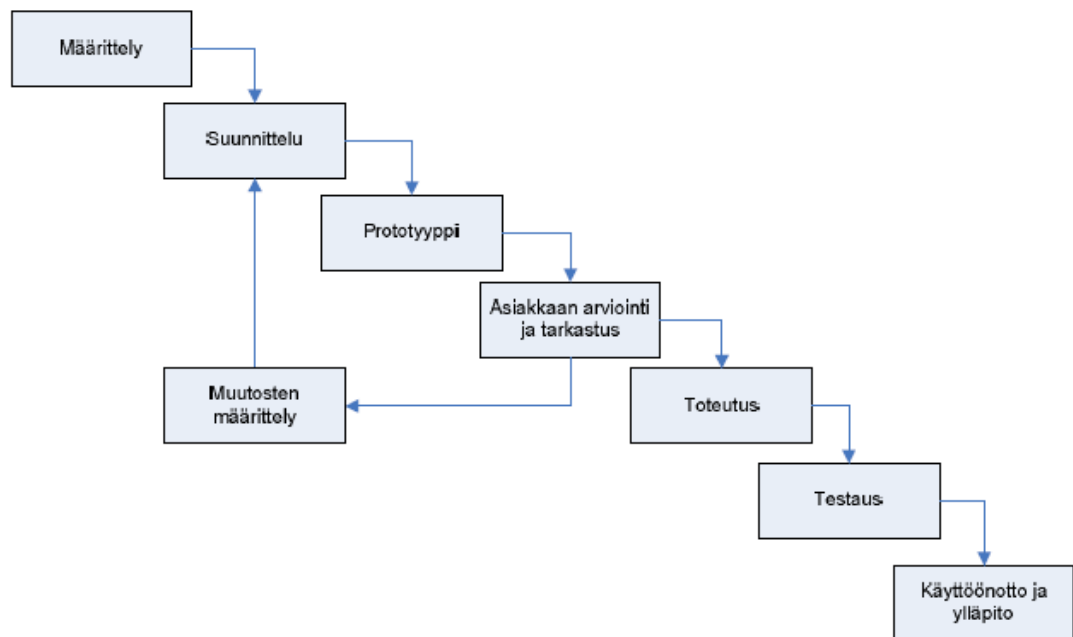 Määrittely
Suunnittelu
Prototyyppi
Asiakkaan arviointi
ja tarkastus
Muutosten
määrittely
Toteutus
Testaus
Käyttöönotto ja
ylläpito